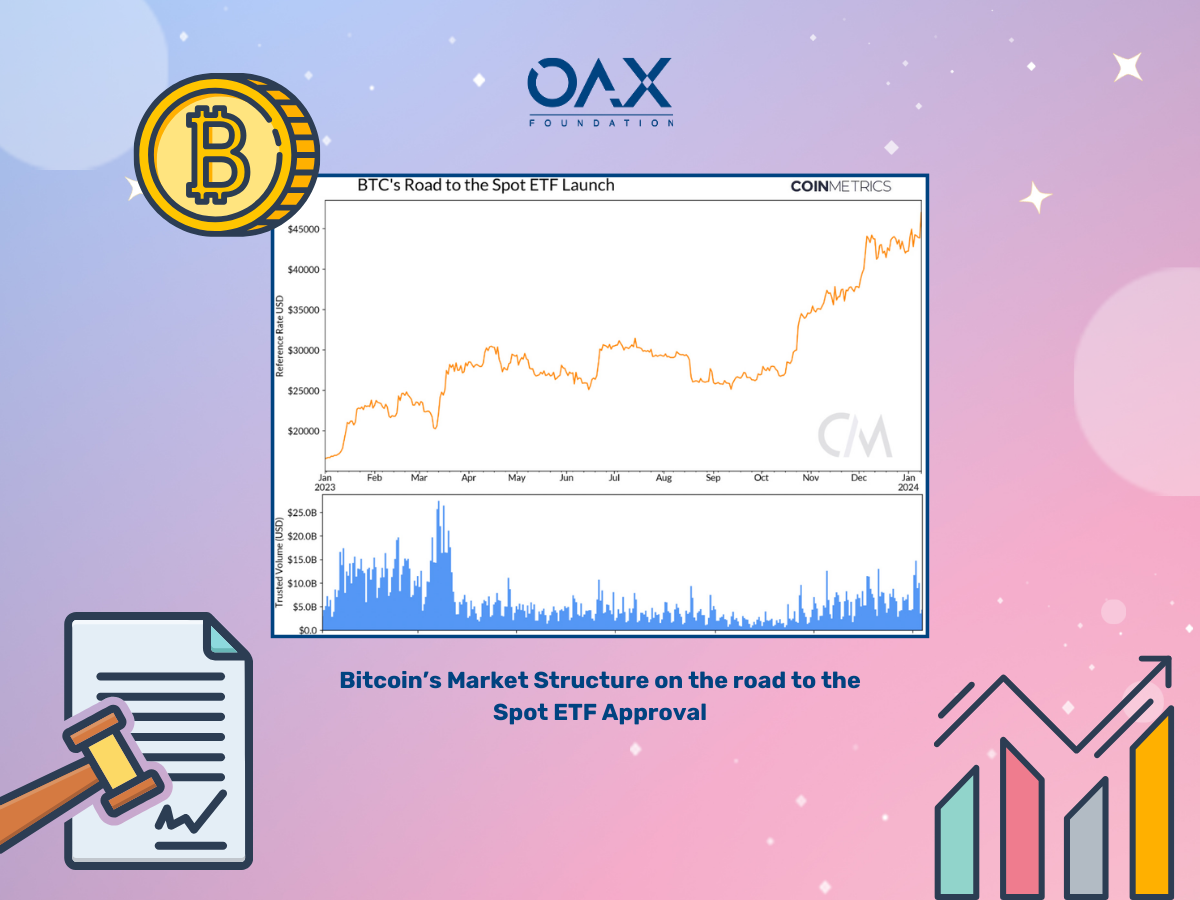 OAX
FOUNDATION
BTC's Road to the Spot ETF Launch
COINMETRICS
Reference Rate USD
$45000
$40000
$35000
$30000
$25000
$20000
Jan Feb Mar Apr May Jun Jul Aug Sep Oct Nov Dec Jan
2023 2024
CM
Trusted Volume (USD)
$25.0B
$20.0B
$15.0B
$10.0B
$5.0B
$0.0
Bitcoin’s Market Structure on the road to the
Spot ETF Approval